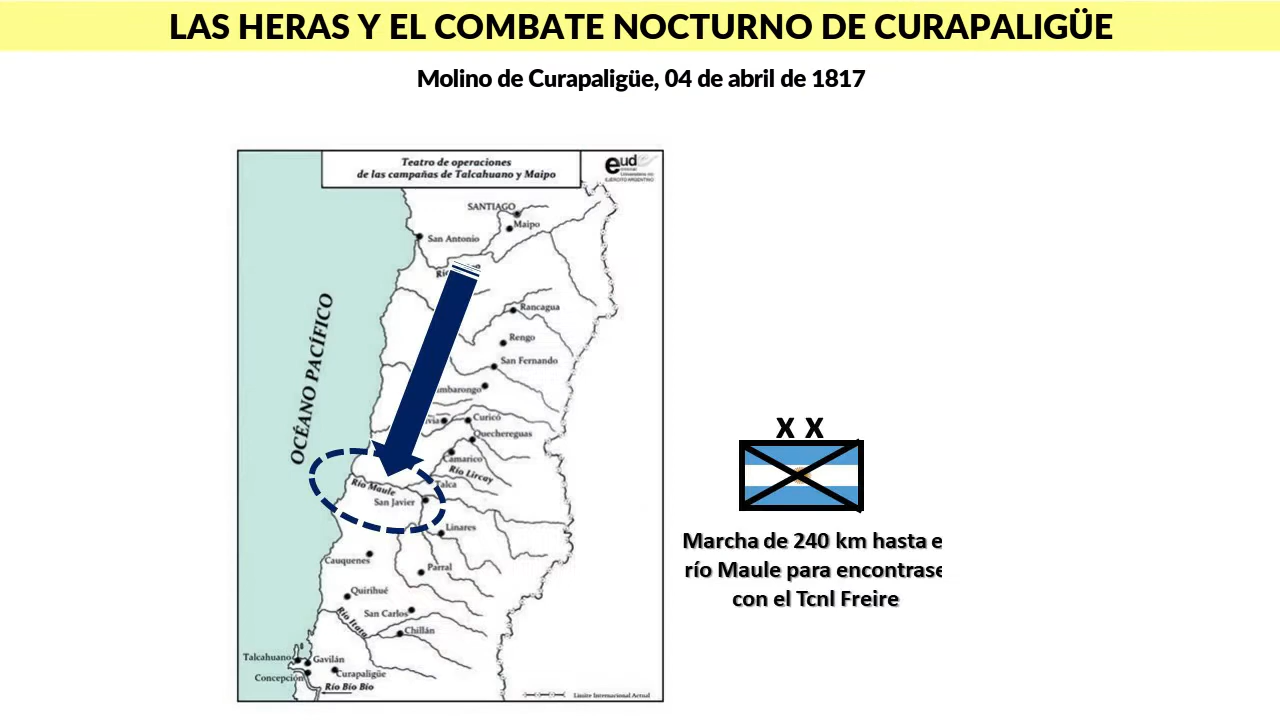 LAS HERAS Y EL COMBATE NOCTURNO DE CURAPALIGÜE
Molino de Curapaligüe, 04 de abril de 1817
Teatro de operaciones
de las campañas de Talcahuano y Maipo
eude
EJERCITO ARGENTINO
SANTIAGO
Maipo
San Antonio
Rancagua
Rengo
San Fernando
mbarongo
Curicó
Quechereguas
Camarico
Río Lircay
Talca
Río Maule
San Javier
Linares
OCÉANO PACÍFICO
Cauquenes
Parral
Quirihué
San Carlos
Río Itata
Chillán
Talcahuano
Gavilán
Concepción
Curapaligüe
Río Bío Bío
Límite Internacional Actual
X X
Marcha de 240 km hasta e
río Maule para encontrase
con el Tcnl Freire